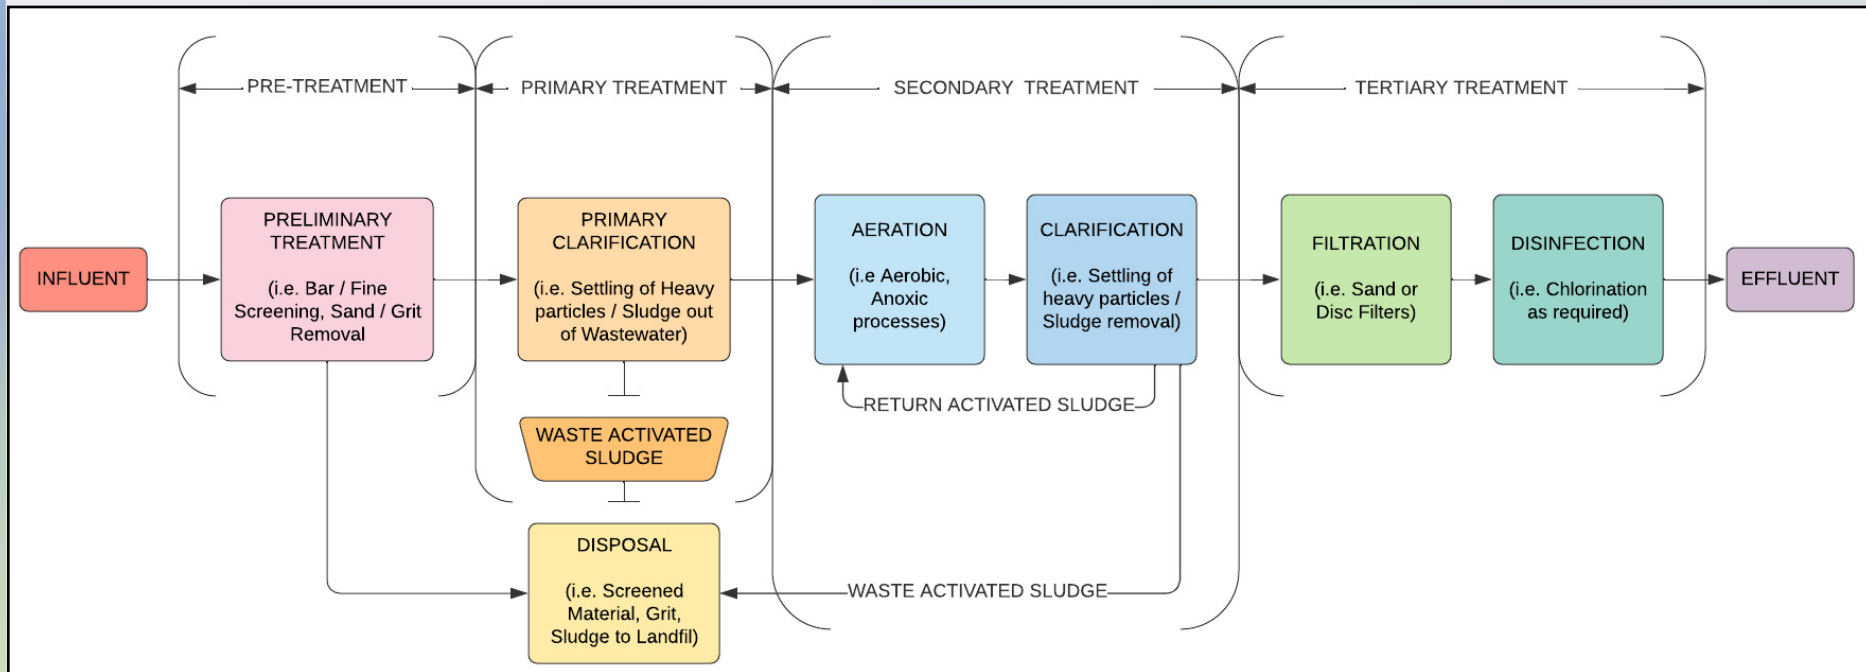 PRE-TREATMENT
PRIMARY TREATMENT
SECONDARY TREATMENT
TERTIARY TREATMENT
INFLUENT
PRELIMINARY
TREATMENT
(i.e. Bar / Fine
Screening, Sand / Grit
Removal
PRIMARY
CLARIFICATION
(i.e. Settling of Heavy
particles / Sludge out
of Wastewater)
AERATION
(i.e Aerobic,
Anoxic
processes)
CLARIFICATION
(i.e. Settling of
heavy particles /
Sludge removal)
FILTRATION
(i.e. Sand or
Disc Filters)
DISINFECTION
(i.e. Chlorination
as required)
EFFLUENT
RETURN ACTIVATED SLUDGE
WASTE ACTIVATED
SLUDGE
DISPOSAL
(i.e. Screened
Material, Grit,
Sludge to Landfil)
WASTE ACTIVATED SLUDGE